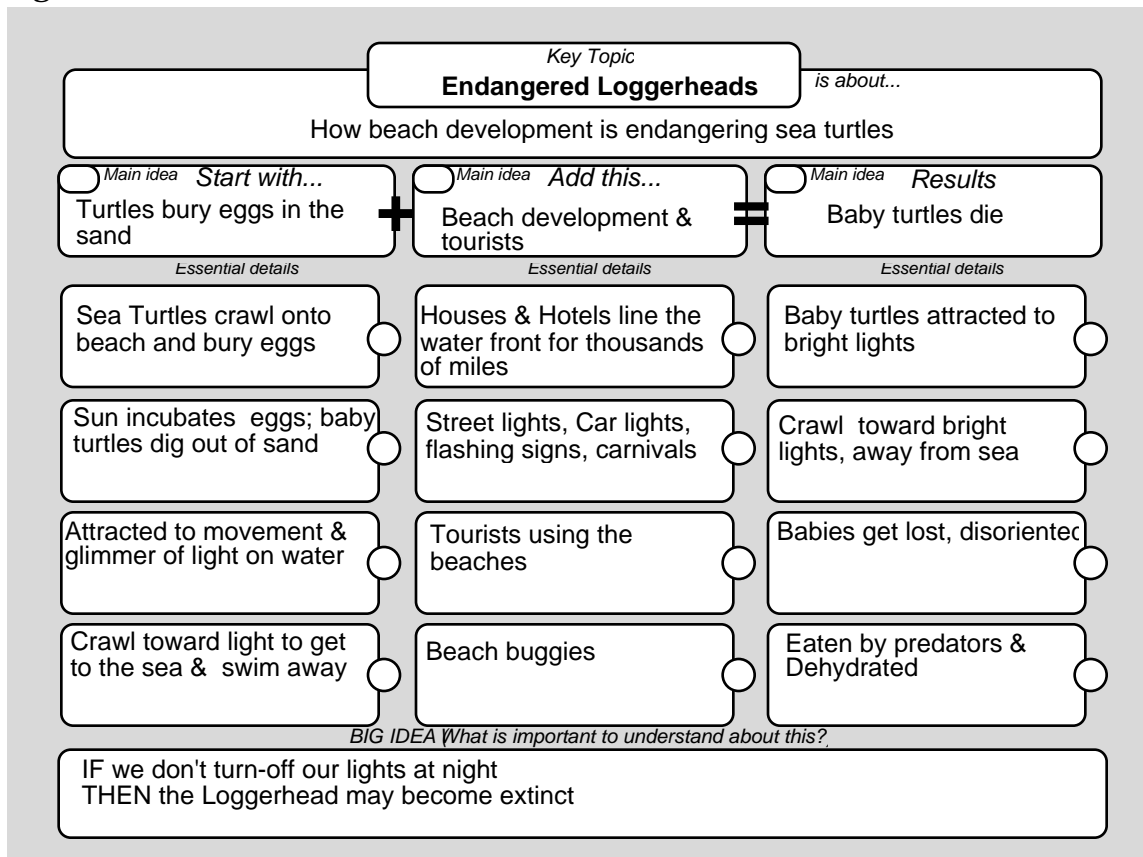 Key Topic
Endangered Loggerheads
is about...
How beach development is endangering sea turtles
Main idea Start with...
Turtles bury eggs in the
sand
+
Main idea Add this...
Beach development &
tourists
=
Main idea Results
Baby turtles die
Essential details
Sea Turtles crawl onto
beach and bury eggs
Sun incubates eggs; baby
turtles dig out of sand
Attracted to movement &
glimmer of light on water
Crawl toward light to get
to the sea & swim away
Essential details
Houses & Hotels line the
water front for thousands
of miles
Street lights, Car lights,
flashing signs, carnivals
Tourists using the
beaches
Beach buggies
Essential details
Baby turtles attracted to
bright lights
Crawl toward bright
lights, away from sea
Babies get lost, disoriented
Eaten by predators &
Dehydrated
BIG IDEA (What is important to understand about this?)
IF we don't turn-off our lights at night
THEN the Loggerhead may become extinct